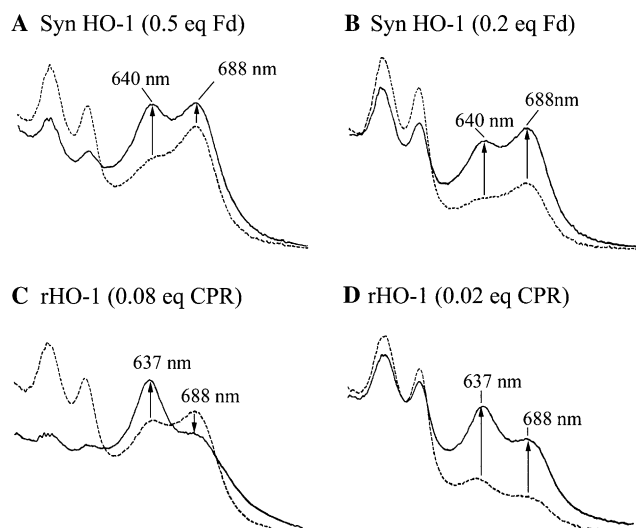 A Syn HO-1 (0.5 eq Fd)
640 nm
688 nm
B Syn HO-1 (0.2 eq Fd)
640 nm
688nm
C rHO-1 (0.08 eq CPR)
637 nm
688 nm
D rHO-1 (0.02 eq CPR)
637 nm
688 nm